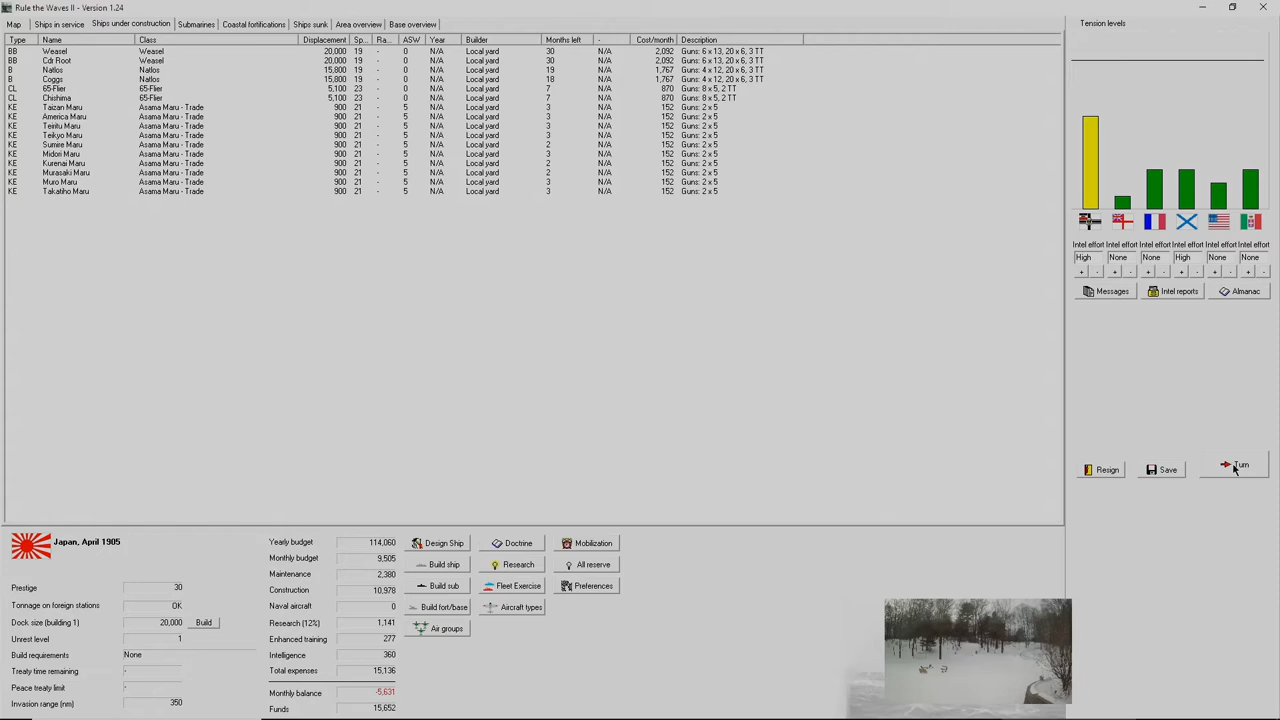 Rule the Waves II - Version 1.24
Map Ships in service Ships under construction Submarines Coastal fortifications Ships sunk Area overview Base overview
Type Name Class Displacement Sp... Ra... ASW Year Builder Months left - Cost/month Description
BB Weasel Weasel 20,000 19 - 0 N/A Local yard 30 N/A 2,092 Guns: 6 x 13, 20 x 6, 3 TT
BB Cdr Root Weasel 20,000 19 - 0 N/A Local yard 30 N/A 2,092 Guns: 6 x 13, 20 x 6, 3 TT
B Natlos Natlos 15,800 19 - 0 N/A Local yard 19 N/A 1,767 Guns: 4 x 12, 20 x 6, 3 TT
B Coggs Natlos 15,800 19 - 0 N/A Local yard 18 N/A 1,767 Guns: 4 x 12, 20 x 6, 3 TT
CL 65-Flier 65-Flier 5,100 23 - 0 N/A Local yard 7 N/A 870 Guns: 8 x 5, 2 TT
CL Chishima 65-Flier 5,100 23 - 0 N/A Local yard 7 N/A 870 Guns: 8 x 5, 2 TT
KE Taizan Maru Asama Maru - Trade 900 21 - 5 N/A Local yard 3 N/A 152 Guns: 2 x 5
KE America Maru Asama Maru - Trade 900 21 - 5 N/A Local yard 3 N/A 152 Guns: 2 x 5
KE Teiritu Maru Asama Maru - Trade 900 21 - 5 N/A Local yard 3 N/A 152 Guns: 2 x 5
KE Teikyo Maru Asama Maru - Trade 900 21 - 5 N/A Local yard 3 N/A 152 Guns: 2 x 5
KE Sumire Maru Asama Maru - Trade 900 21 - 5 N/A Local yard 2 N/A 152 Guns: 2 x 5
KE Midori Maru Asama Maru - Trade 900 21 - 5 N/A Local yard 3 N/A 152 Guns: 2 x 5
KE Kurenai Maru Asama Maru - Trade 900 21 - 5 N/A Local yard 2 N/A 152 Guns: 2 x 5
KE Murasaki Maru Asama Maru - Trade 900 21 - 5 N/A Local yard 2 N/A 152 Guns: 2 x 5
KE Muro Maru Asama Maru - Trade 900 21 - 5 N/A Local yard 3 N/A 152 Guns: 2 x 5
KE Takatiho Maru Asama Maru - Trade 900 21 - 5 N/A Local yard 3 N/A 152 Guns: 2 x 5
Tension levels
Intel effort Intel effort Intel effort Intel effort Intel effort Intel effort
High None None High None None
+ - + - + - + - + - + -
Messages Intel reports Almanac
Resign Save Turn
Japan, April 1905
Prestige 30
Tonnage on foreign stations OK
Dock size (building 1) 20,000 Build
Unrest level 1
Build requirements None
Treaty time remaining -
Peace treaty limit -
Invasion range (nm) 350
Yearly budget 114,060
Monthly budget 9,505
Maintenance 2,380
Construction 10,978
Naval aircraft 0
Research (12%) 1,141
Enhanced training 277
Intelligence 360
Total expenses 15,136
Monthly balance -5,631
Funds 15,652
Design Ship Doctrine Mobilization
Build ship Research All reserve
Build sub Fleet Exercise Preferences
Build fort/base Aircraft types
Air groups